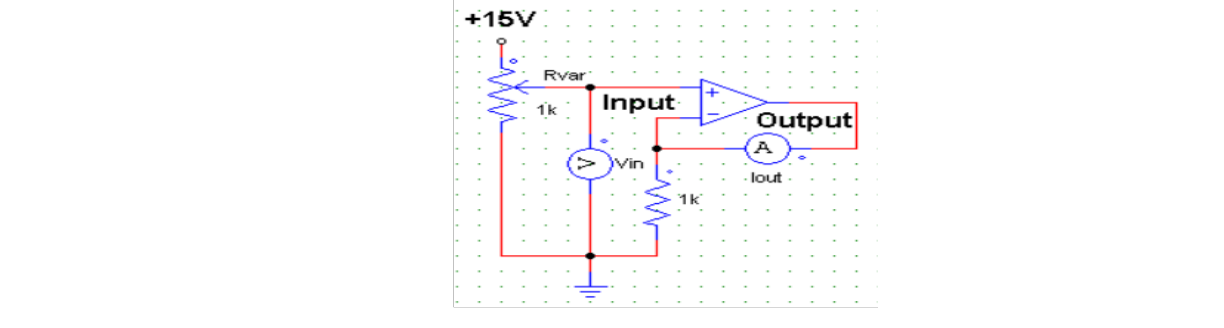 +15V
Rvar
1k
Input
+
−
Output
A
V
Vin
Iout
1k